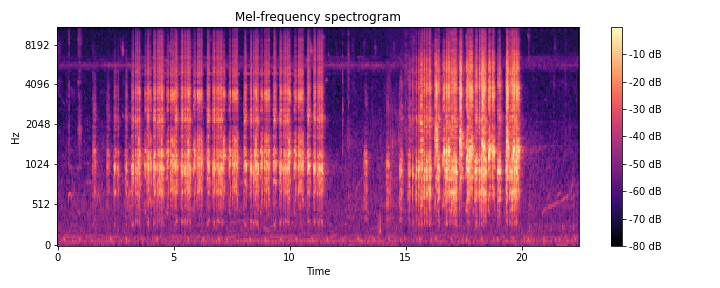 Mel-frequency spectrogram
8192
4096
2048
1024
512
0
Hz
0 5 10 15 20
Time
-10 dB
-20 dB
-30 dB
-40 dB
-50 dB
-60 dB
-70 dB
-80 dB